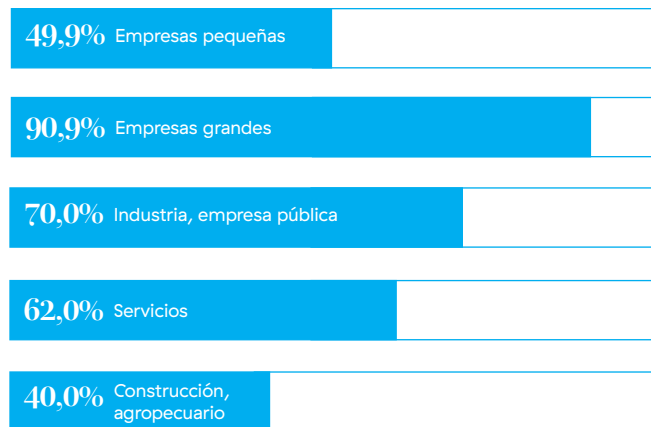 49,9% Empresas pequeñas
90,9% Empresas grandes
70,0% Industria, empresa pública
62,0% Servicios
40,0% Construcción,
agropecuario